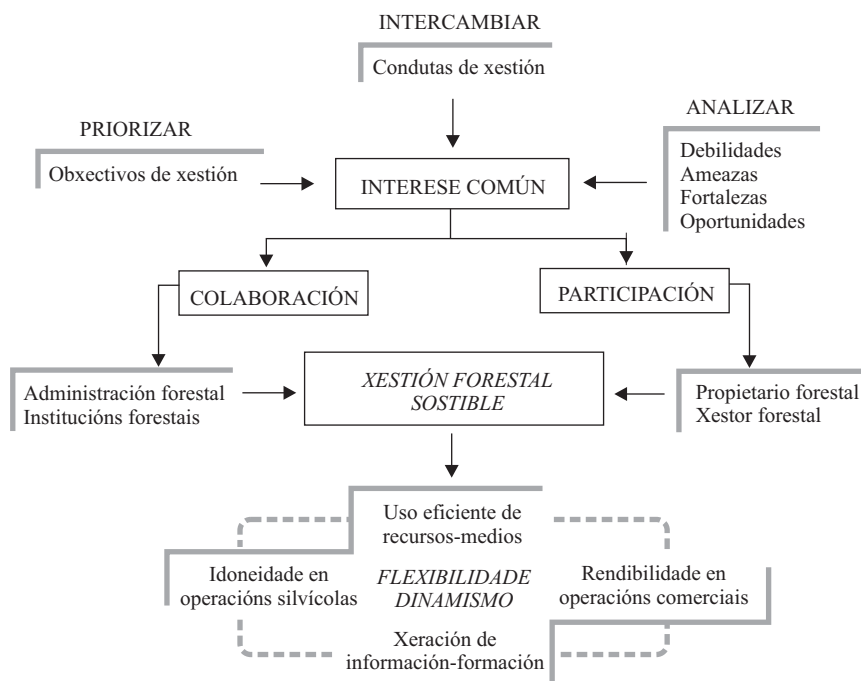 INTERCAMBIAR
Condutas de xestión
PRIORIZAR
Obxectivos de xestión
ANALIZAR
Debilidades
Ameazas
Fortalezas
Oportunidades
INTERESE COMÚN
COLABORACIÓN
PARTICIPACIÓN
Administración forestal
Institucións forestais
XESTIÓN FORESTAL
SOSTIBLE
Propietario forestal
Xestor forestal
Uso eficiente de
recursos-medios
Idoneidade en
operacións silvícolas
FLEXIBILIDADE
DINAMISMO
Rendibilidade en
operacións comerciais
Xeración de
información-formación